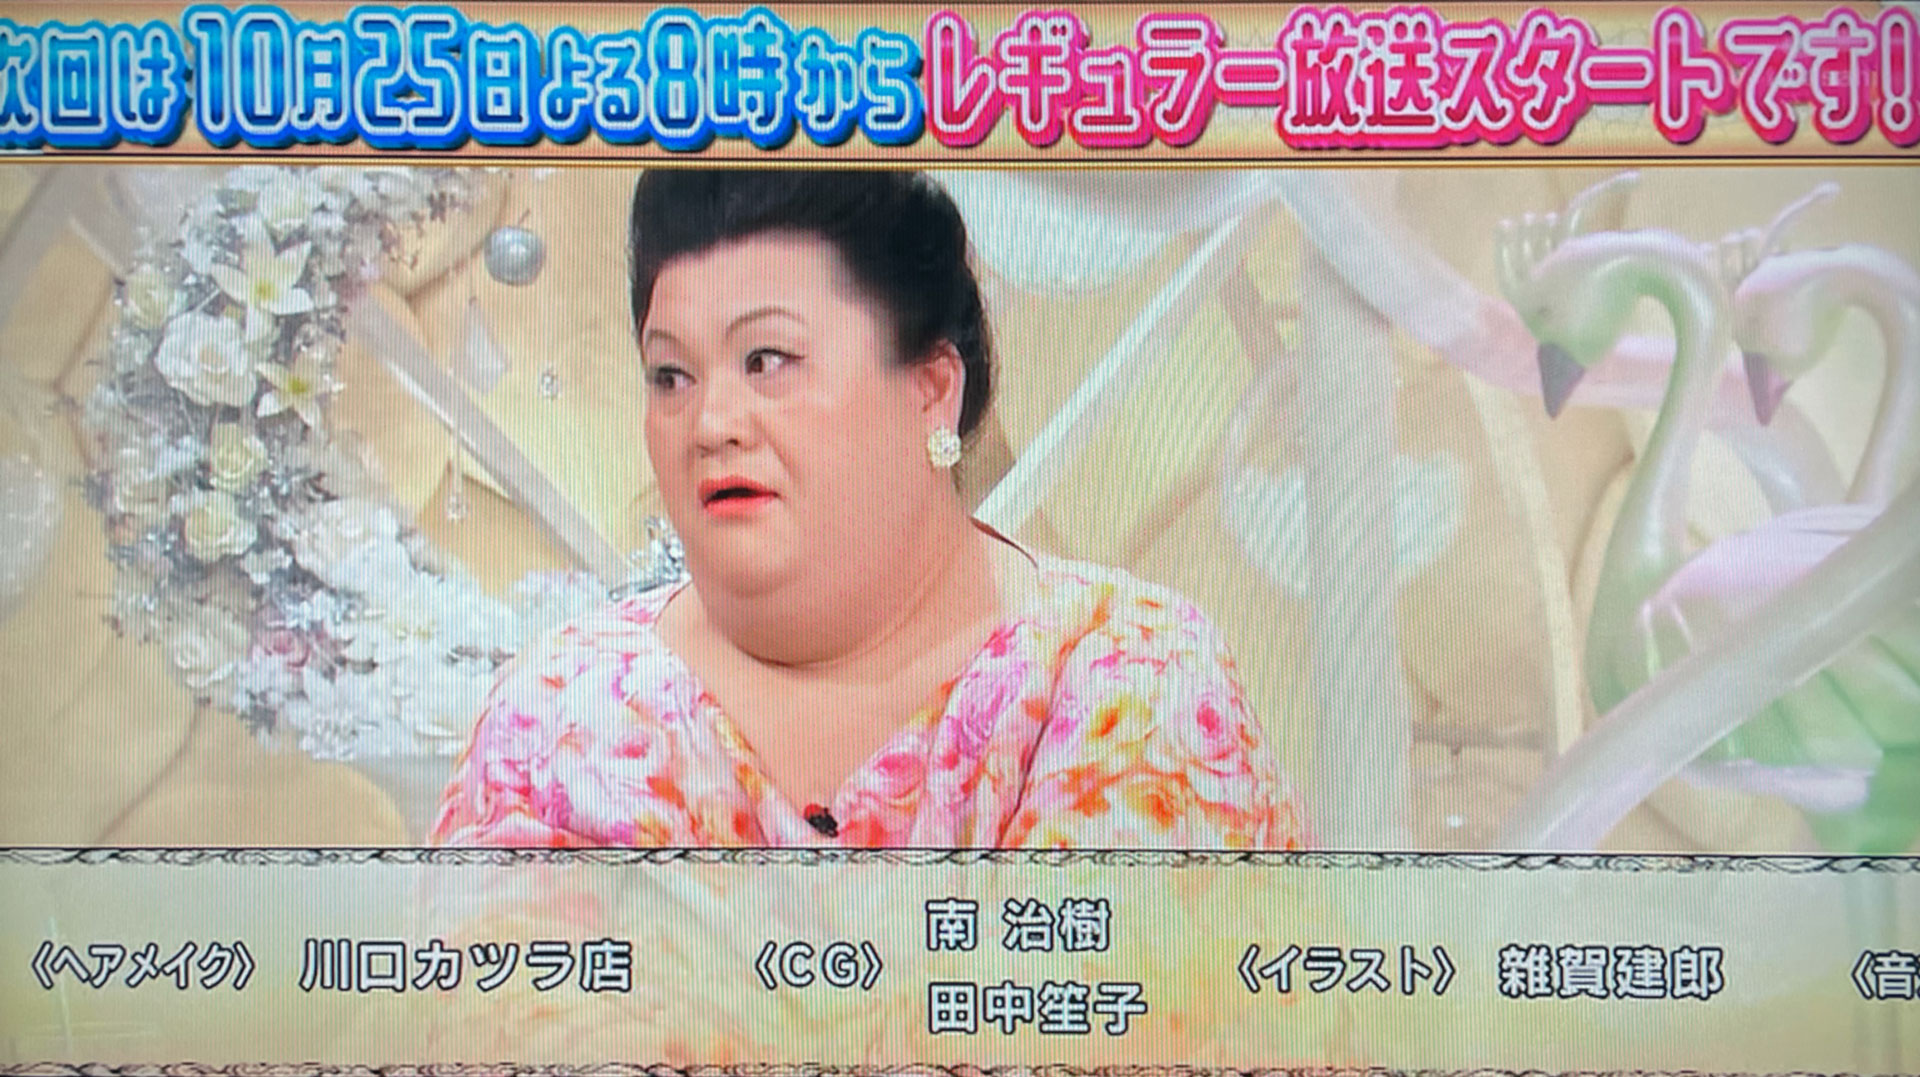 次回は10月25日よる8時からレギュラー放送スタートです!
〈ヘアメイク〉 川口カツラ店 〈CG〉 南 治樹 田中笙子 〈イラスト〉 雑賀建郎 〈音